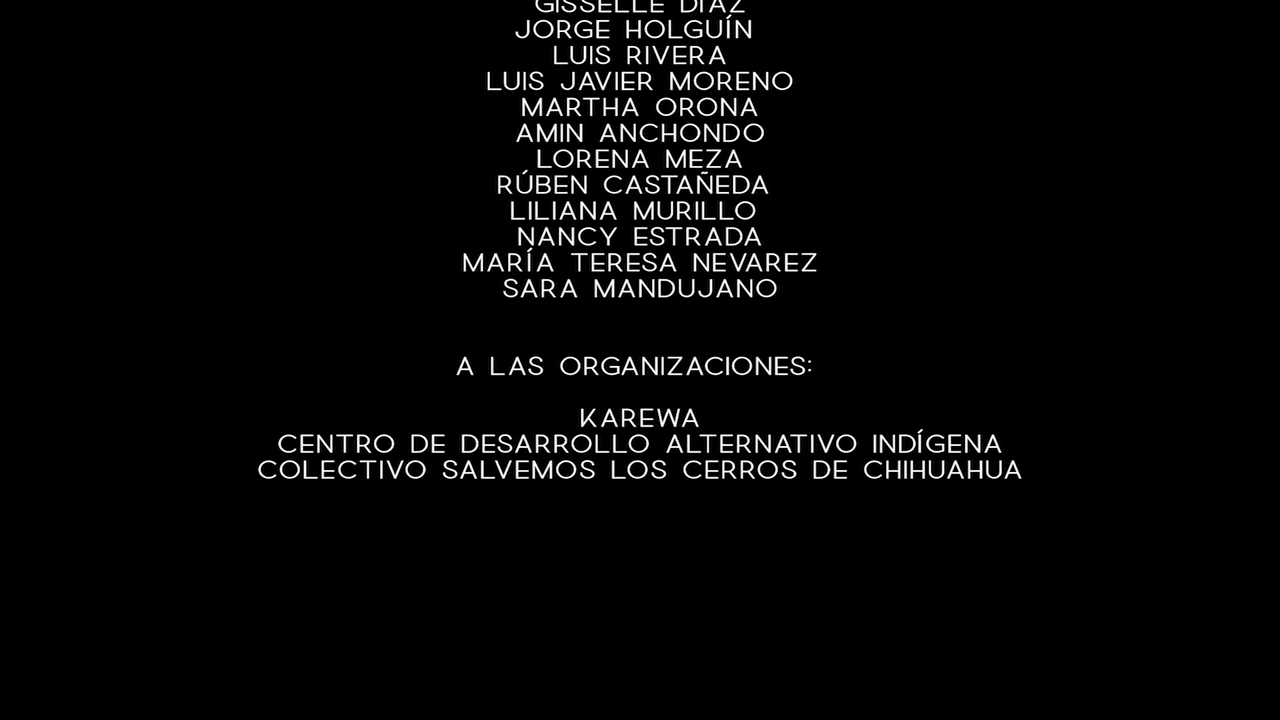 GISSELLE DÍAZ
JORGE HOLGUÍN
LUIS RIVERA
LUIS JAVIER MORENO
MARTHA ORONA
AMIN ANCHONDO
LORENA MEZA
RÚBEN CASTAÑEDA
LILIANA MURILLO
NANCY ESTRADA
MARÍA TERESA NEVAREZ
SARA MANDUJANO
A LAS ORGANIZACIONES:
KAREWA
CENTRO DE DESARROLLO ALTERNATIVO INDÍGENA
COLECTIVO SALVEMOS LOS CERROS DE CHIHUAHUA